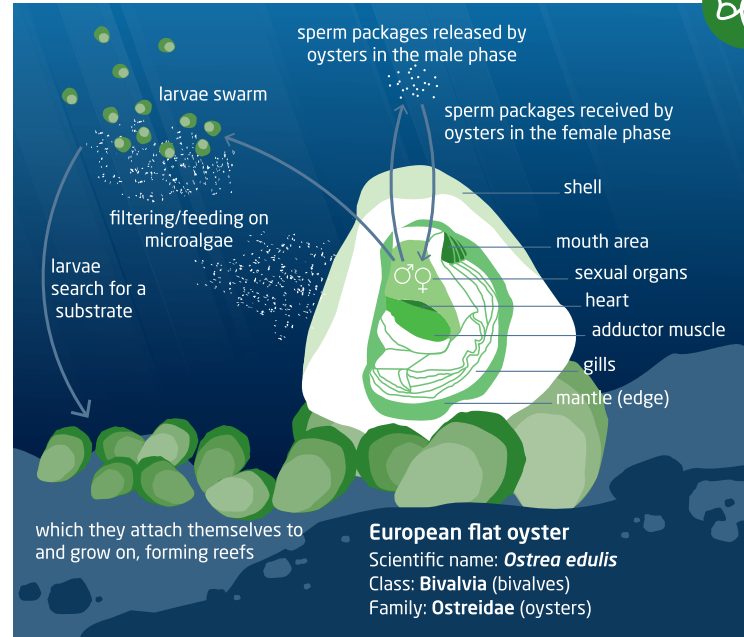 sperm packages released by
oysters in the male phase
larvae swarm
sperm packages received by
oysters in the female phase
shell
filtering/feeding on
microalgae
mouth area
larvae
search for a
substrate
sexual organs
heart
adductor muscle
gills
mantle (edge)
which they attach themselves to
and grow on, forming reefs
European flat oyster
Scientific name: Ostrea edulis
Class: Bivalvia (bivalves)
Family: Ostreidae (oysters)